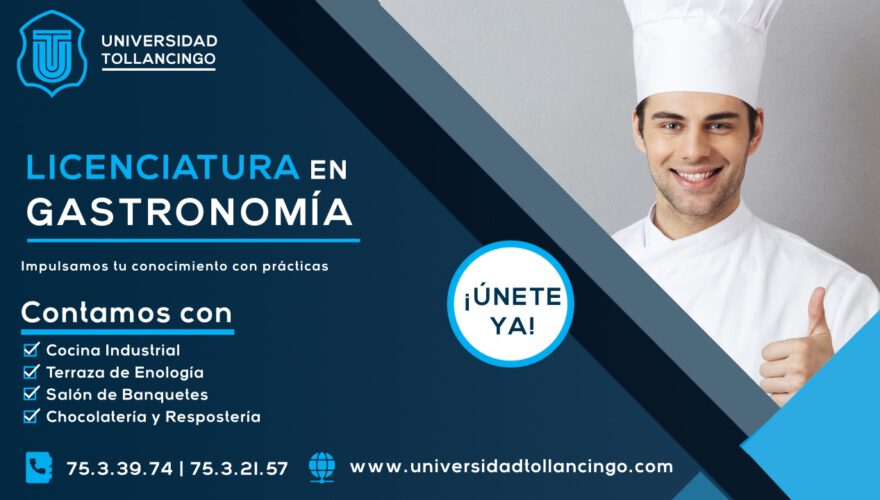 UNIVERSIDAD
TOLLANCINGO
LICENCIATURA EN
GASTRONOMÍA
Impulsamos tu conocimiento con prácticas
Contamos con
Cocina Industrial
Terraza de Enología
Salón de Banquetes
Chocolatería y Respostería
¡ÚNETE
YA!
75.3.39.74 | 75.3.21.57
www.universidadtollancingo.com